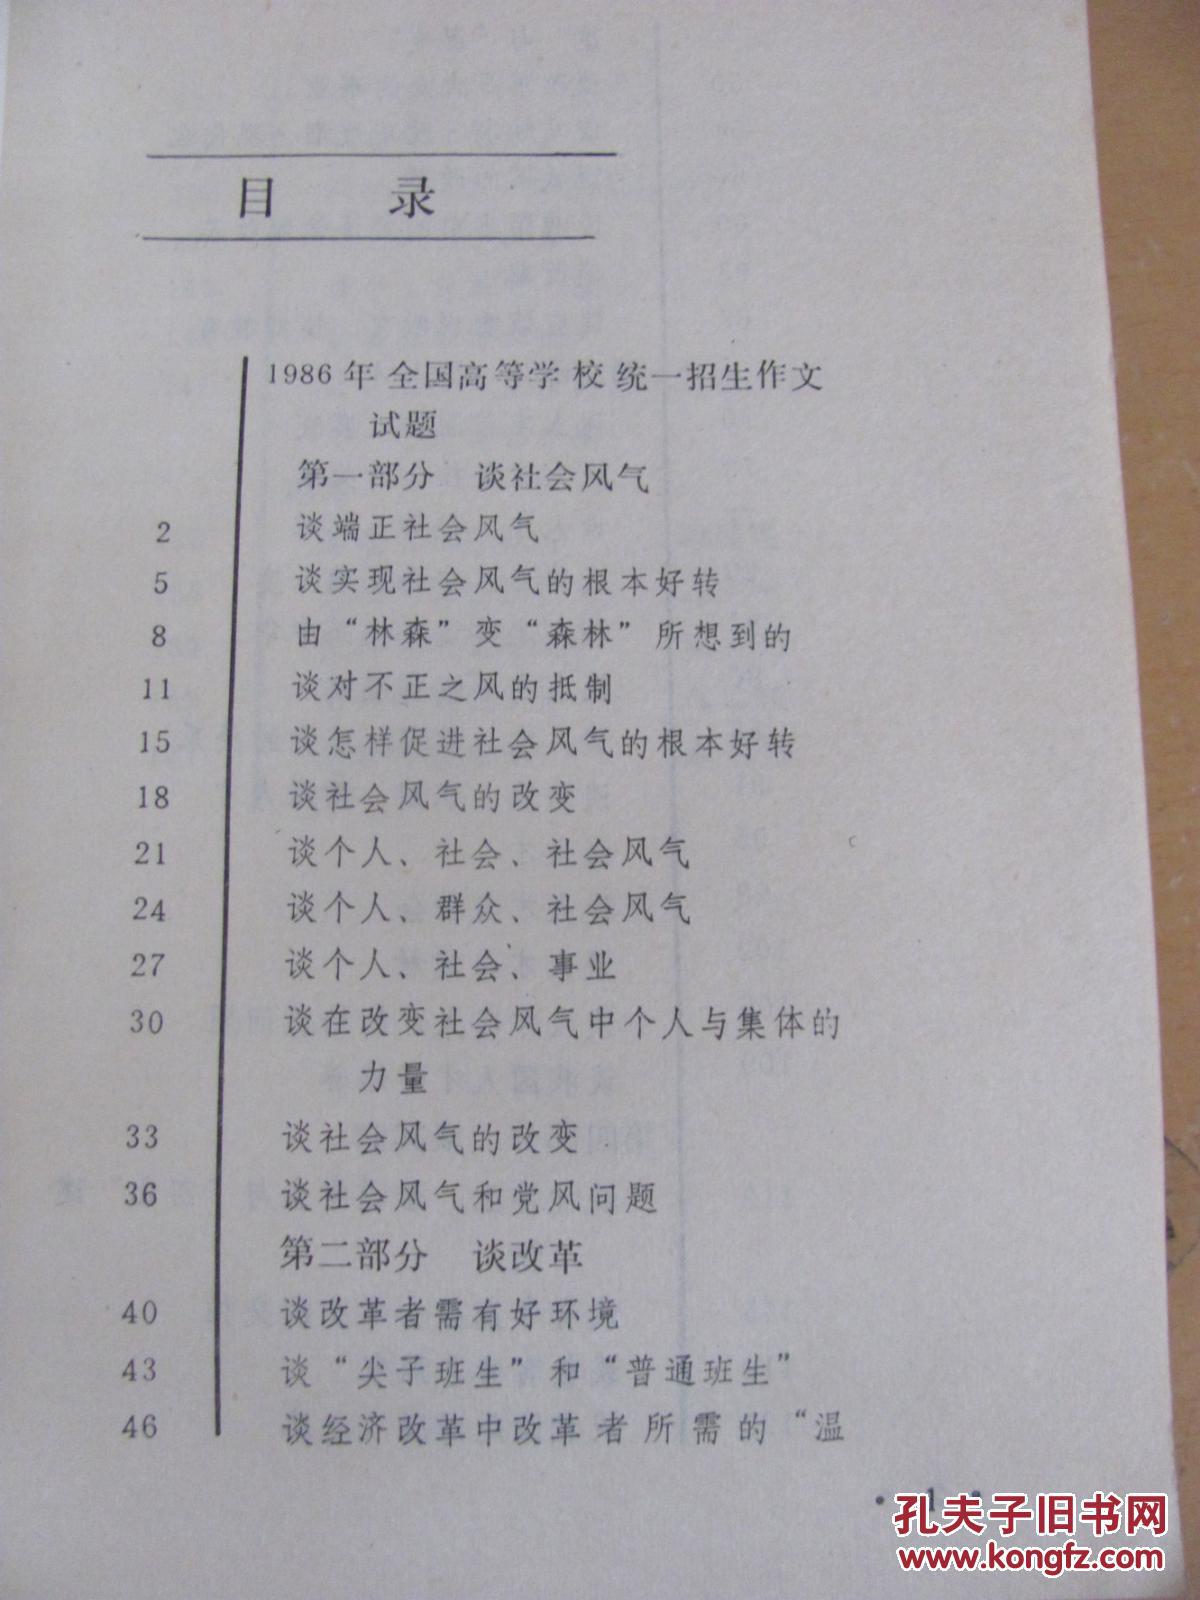 目 录
1986年全国高等学校统一招生作文
试题
第一部分 谈社会风气
2 谈端正社会风气
5 谈实现社会风气的根本好转
8 由“林森”变“森林”所想到的
11 谈对不正之风的抵制
15 谈怎样促进社会风气的根本好转
18 谈社会风气的改变
21 谈个人、社会、社会风气
24 谈个人、群众、社会风气
27 谈个人、社会、事业
30 谈在改变社会风气中个人与集体的
力量
33 谈社会风气的改变
36 谈社会风气和党风问题
第二部分 谈改革
40 谈改革者需有好环境
43 谈“尖子班生”和“普通班生”
46 谈经济改革中改革者所需的“温
· 1 ·
孔夫子旧书网
www.kongfz.com